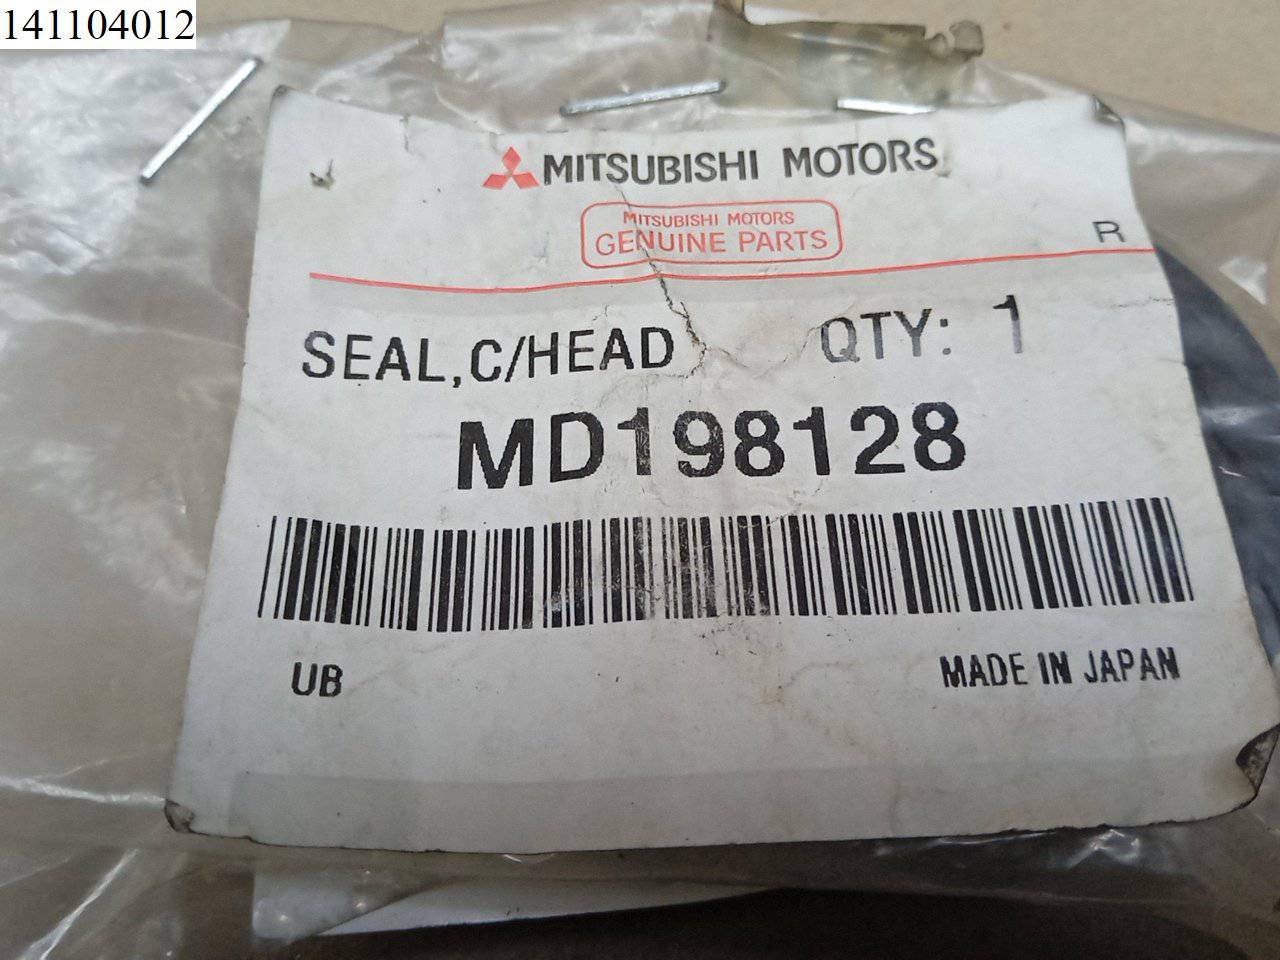 141104012
MITSUBISHI MOTORS
MITSUBISHI MOTORS
GENUINE PARTS
R
SEAL,C/HEAD QTY: 1
MD198128
UB MADE IN JAPAN